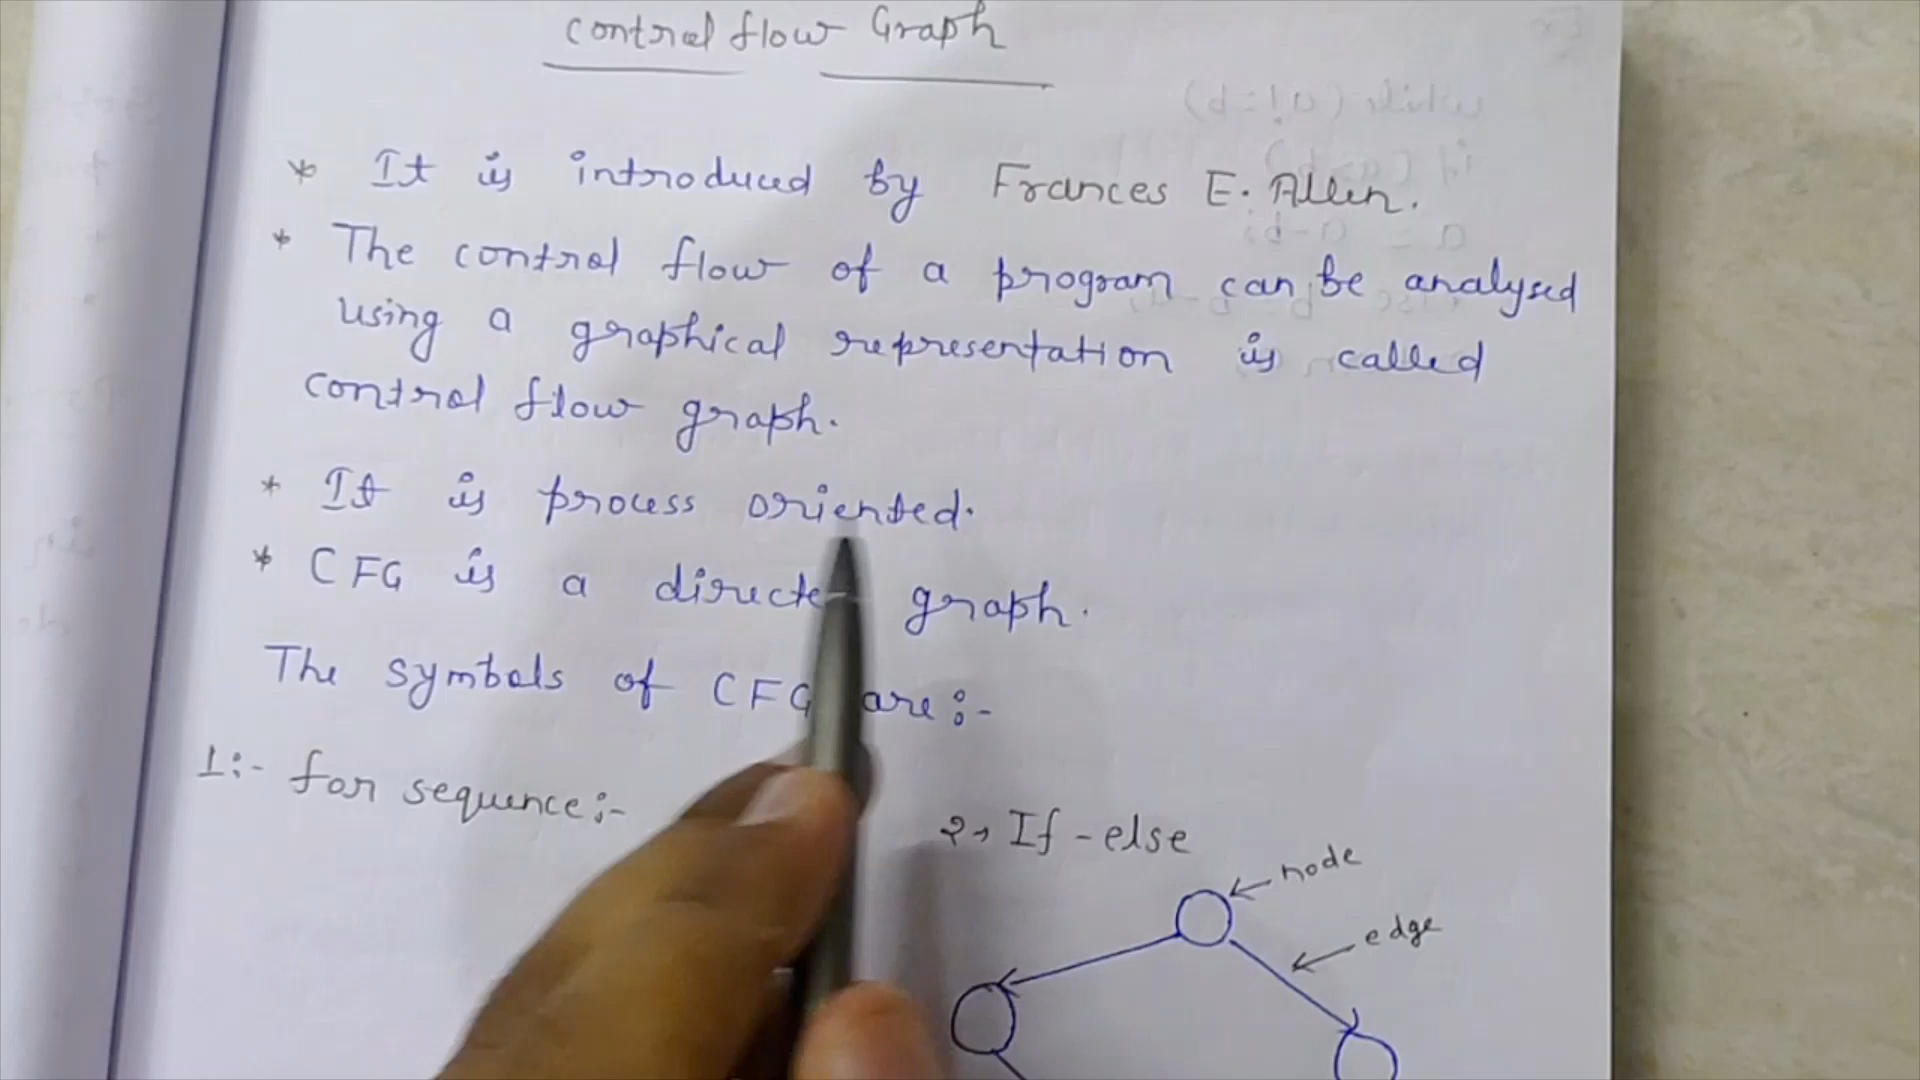 Control flow Graph
* It is introduced by Frances E. Allen.
* The control flow of a program can be analysed
using a graphical representation is called
control flow graph.
* It is process oriented.
* CFG is a directe graph.
The symbols of CFG are:-
1:- for sequence:-
2, If-else
node
edge